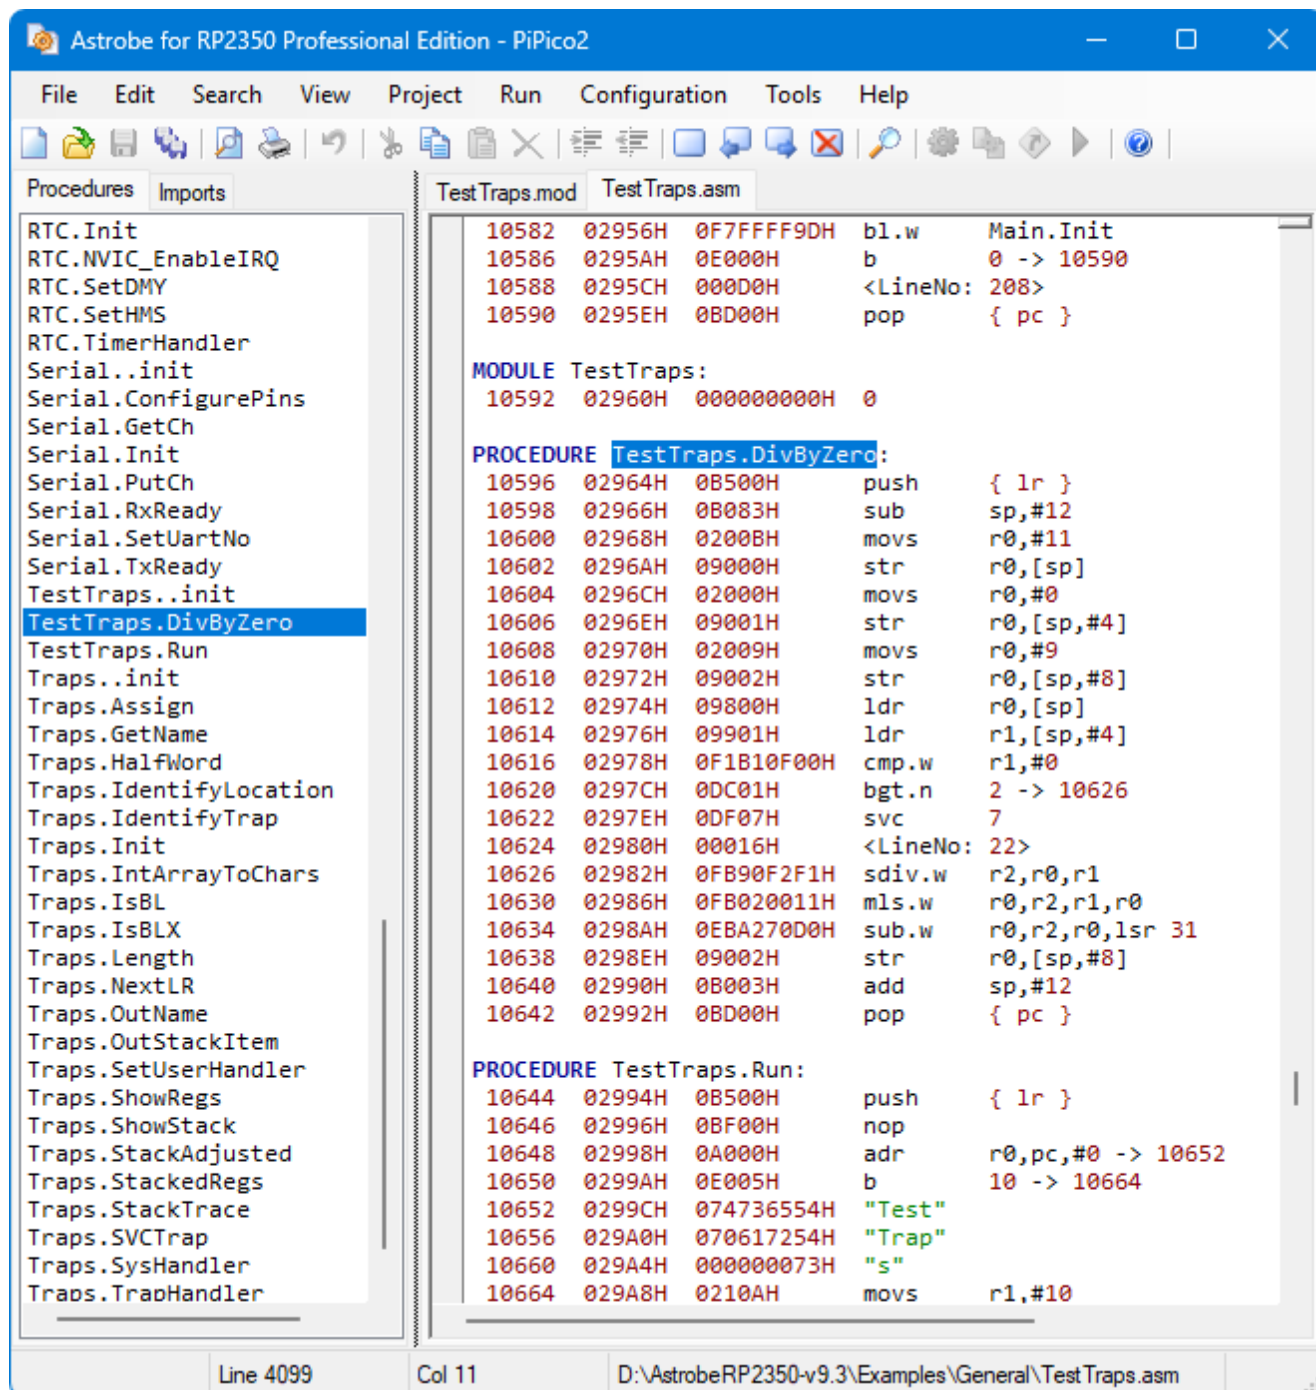 Astrobe for RP2350 Professional Edition - PiPico2
File Edit Search View Project Run Configuration Tools Help
Procedures Imports
RTC.Init
RTC.NVIC_EnableIRQ
RTC.SetDMY
RTC.SetHMS
RTC.TimerHandler
Serial..init
Serial.ConfigurePins
Serial.GetCh
Serial.Init
Serial.PutCh
Serial.RxReady
Serial.SetUartNo
Serial.TxReady
TestTraps..init
TestTraps.DivByZero
TestTraps.Run
Traps..init
Traps.Assign
Traps.GetName
Traps.HalfWord
Traps.IdentifyLocation
Traps.IdentifyTrap
Traps.Init
Traps.IntArrayToChars
Traps.IsBL
Traps.IsBLX
Traps.Length
Traps.NextLR
Traps.OutName
Traps.OutStackItem
Traps.SetUserHandler
Traps.ShowRegs
Traps.ShowStack
Traps.StackAdjusted
Traps.StackedRegs
Traps.StackTrace
Traps.SVCTrap
Traps.SysHandler
Traps.TrapHandler
TestTraps.mod TestTraps.asm
10582 02956H 0F7FFFF9DH bl.w Main.Init
10586 0295AH 0E000H b 0 -> 10590
10588 0295CH 000D0H <LineNo: 208>
10590 0295EH 0BD00H pop { pc }
MODULE TestTraps:
10592 02960H 000000000H 0
PROCEDURE TestTraps.DivByZero:
10596 02964H 0B500H push { lr }
10598 02966H 0B083H sub sp,#12
10600 02968H 0200BH movs r0,#11
10602 0296AH 09000H str r0,[sp]
10604 0296CH 02000H movs r0,#0
10606 0296EH 09001H str r0,[sp,#4]
10608 02970H 02009H movs r0,#9
10610 02972H 09002H str r0,[sp,#8]
10612 02974H 09800H ldr r0,[sp]
10614 02976H 09901H ldr r1,[sp,#4]
10616 02978H 0F1B10F00H cmp.w r1,#0
10620 0297CH 0DC01H bgt.n 2 -> 10626
10622 0297EH 0DF07H svc 7
10624 02980H 00016H <LineNo: 22>
10626 02982H 0FB90F2F1H sdiv.w r2,r0,r1
10630 02986H 0FB020011H mls.w r0,r2,r1,r0
10634 0298AH 0EBA270D0H sub.w r0,r2,r0,lsr 31
10638 0298EH 09002H str r0,[sp,#8]
10640 02990H 0B003H add sp,#12
10642 02992H 0BD00H pop { pc }
PROCEDURE TestTraps.Run:
10644 02994H 0B500H push { lr }
10646 02996H 0BF00H nop
10648 02998H 0A000H adr r0,pc,#0 -> 10652
10650 0299AH 0E005H b 10 -> 10664
10652 0299CH 074736554H "Test"
10656 029A0H 070617254H "Trap"
10660 029A4H 000000073H "s"
10664 029A8H 0210AH movs r1,#10
Line 4099 Col 11 D:\AstrobeRP2350-v9.3\Examples\General\TestTraps.asm